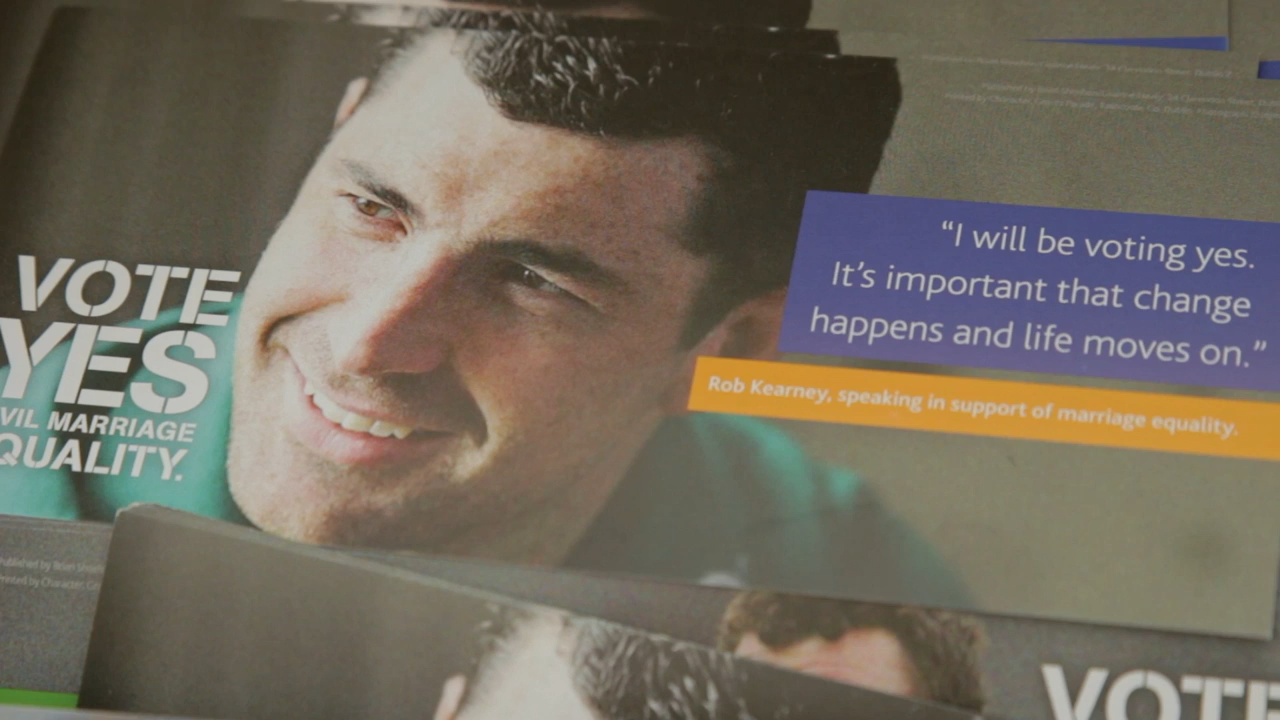 “I will be voting yes.
It’s important that change
happens and life moves on.”
Rob Kearney, speaking in support of marriage equality.
VOTE
YES
VIL MARRIAGE
QUALITY.
VOTE